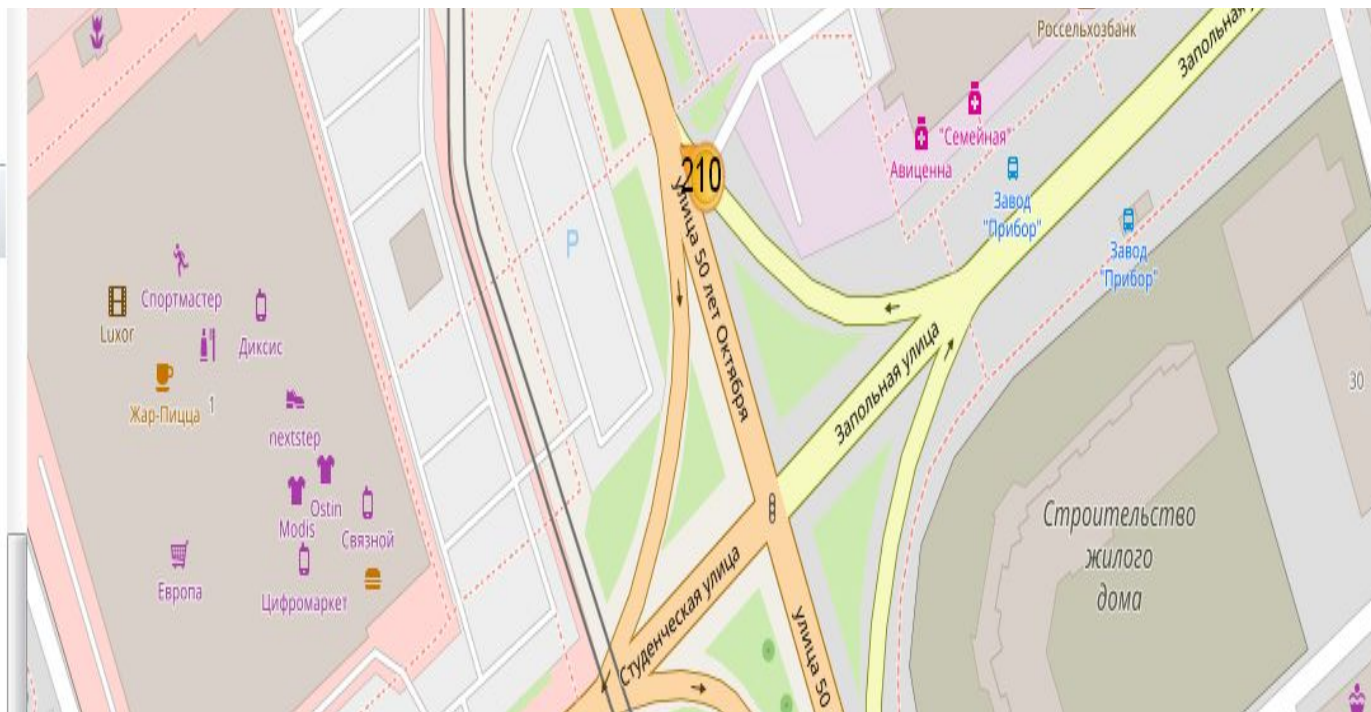 Россельхозбанк
Запольная
"Семейная"
Авиценна
210
Завод
"Прибор"
Завод
"Прибор"
улица 50 лет Октября
Спортмастер
Luxor
Диксис
Жар-Пицца
1
Запольная улица
30
nextstep
Ostin
Modis
Связной
Европа
Цифромаркет
P
Студенческая улица
улица 50
Строительство
жилого
дома